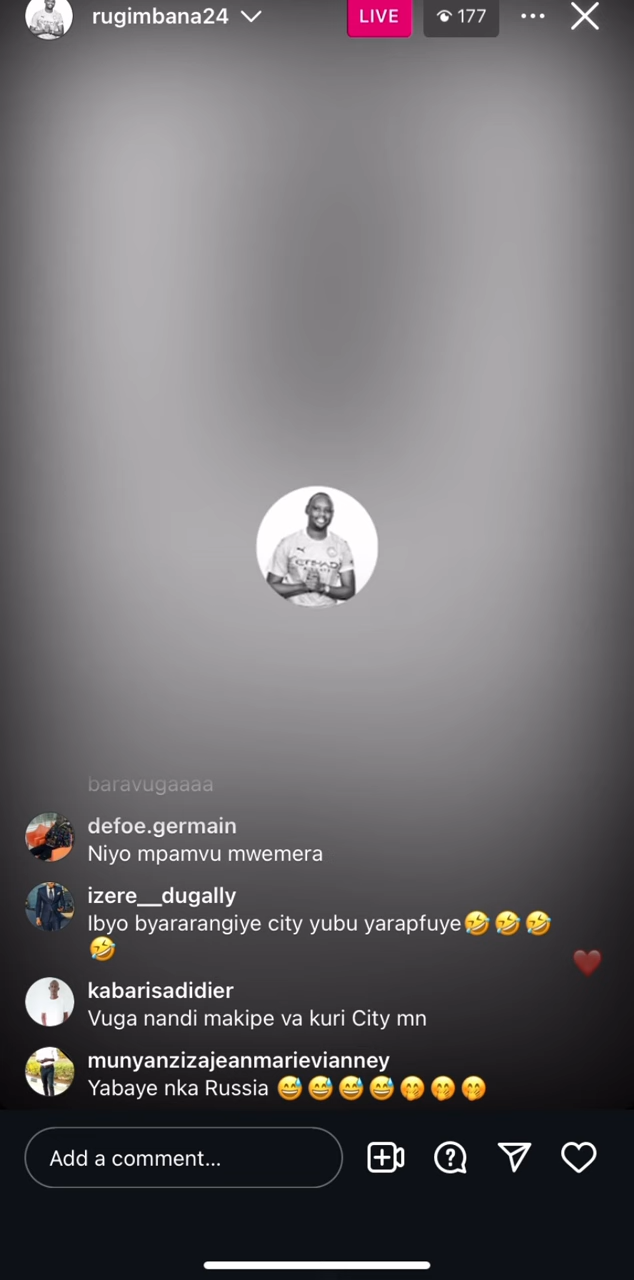 rugimbana24
LIVE
177
ETIHAD
baravugaaaa
defoe.germain
Niyo mpamvu mwemera
izere__dugally
Ibyo byararangiye city yubu yarapfuye🤣🤣🤣
🤣
kabarisadidier
Vuga nandi makipe va kuri City mn
munyanzizajeanmarievianney
Yabaye nka Russia 😅😅😅😅🤭🤭🤭
Add a comment...